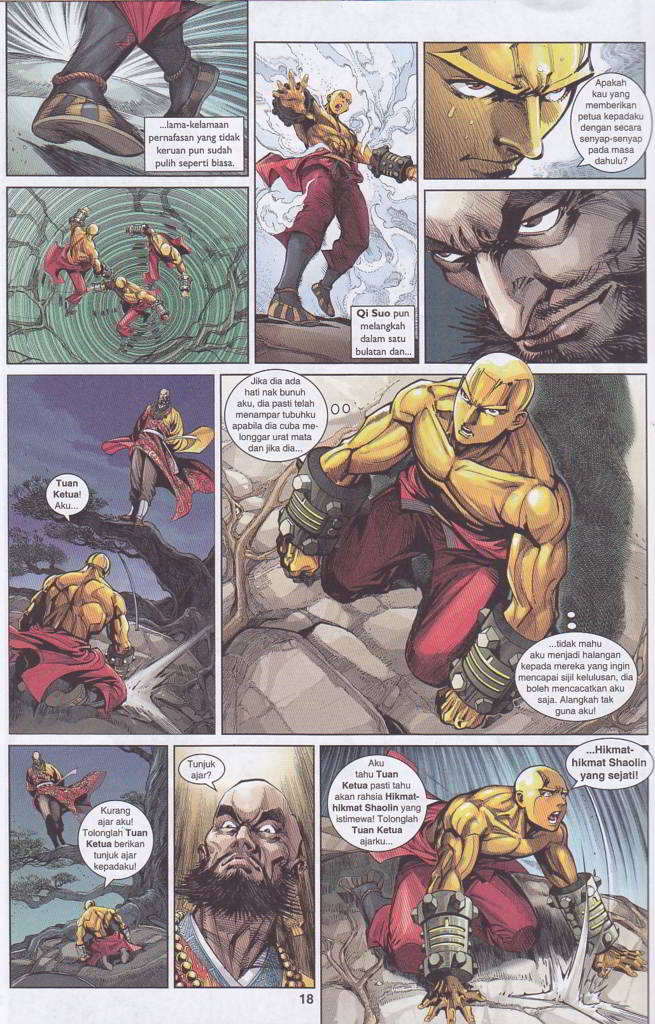 ...lama-kelamaan
pernafasan yang tidak
keruan pun sudah
pulih seperti biasa.
Qi Suo pun
melangkah
dalam satu
bulatan dan...
Apakah
kau yang
memberikan
petua kepadaku
dengan secara
senyap-senyap
pada masa
dahulu?
Tuan
Ketua!
Aku...
Jika dia ada
hati nak bunuh
aku, dia pasti telah
menampar tubuhku
apabila dia cuba me-
longgar urat mata
dan jika dia...
...tidak mahu
aku menjadi halangan
kepada mereka yang ingin
mencapai sijil kelulusan, dia
boleh mencacatkan aku
saja. Alangkah tak
guna aku!
Kurang
ajar aku!
Tolonglah Tuan
Ketua berikan
tunjuk ajar
kepadaku!
Tunjuk
ajar?
Aku
tahu Tuan
Ketua pasti tahu
akan rahsia Hikmat-
hikmat Shaolin yang
istimewa! Tolonglah
Tuan Ketua
ajarku...
...Hikmat-
hikmat Shaolin
yang sejati!
18